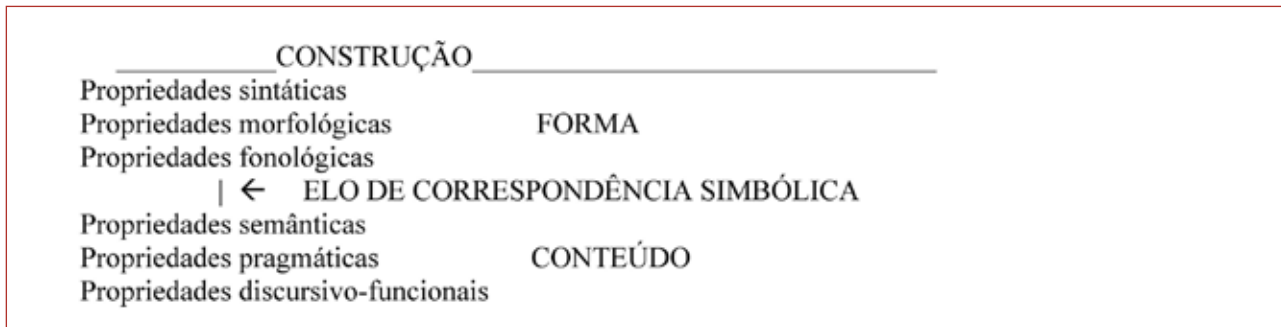 ____________CONSTRUÇÃO___________________________________
Propriedades sintáticas
Propriedades morfológicas FORMA
Propriedades fonológicas
| ← ELO DE CORRESPONDÊNCIA SIMBÓLICA
Propriedades semânticas
Propriedades pragmáticas CONTEÚDO
Propriedades discursivo-funcionais